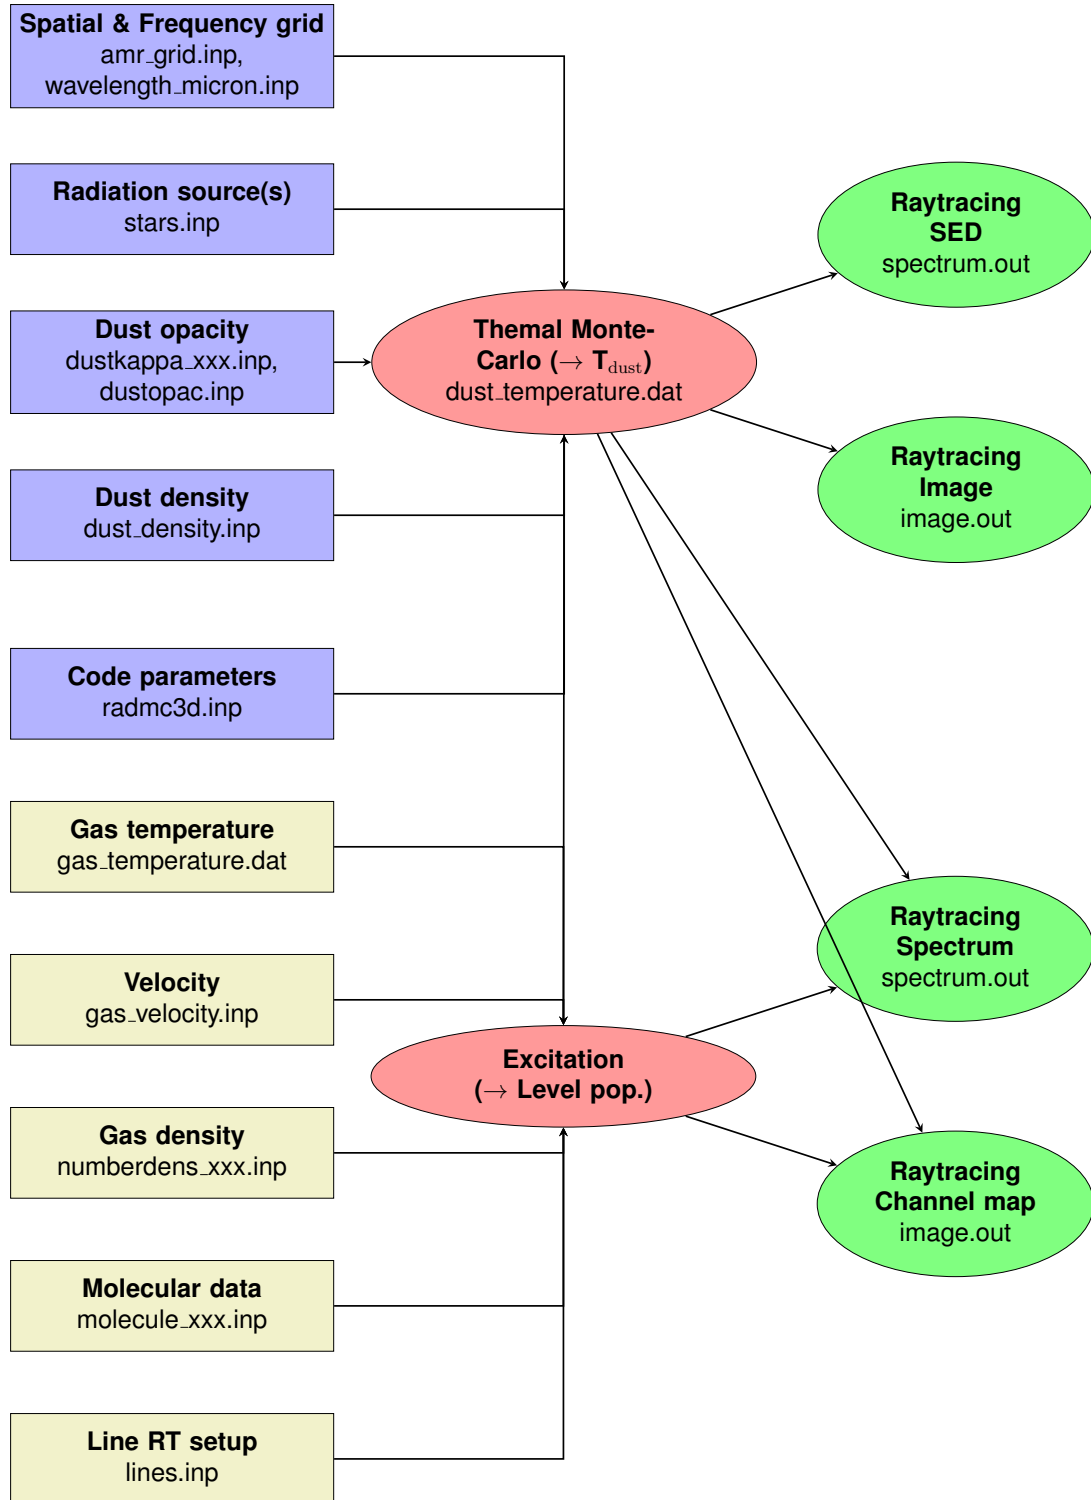 Spatial & Frequency grid
amr_grid.inp,
wavelength_micron.inp
Radiation source(s)
stars.inp
Dust opacity
dustkappa_xxx.inp,
dustopac.inp
Dust density
dust_density.inp
Code parameters
radmc3d.inp
Gas temperature
gas_temperature.dat
Velocity
gas_velocity.inp
Gas density
numberdens_xxx.inp
Molecular data
molecule_xxx.inp
Line RT setup
lines.inp
Themal Monte-
Carlo (→ T_dust)
dust_temperature.dat
Excitation
(→ Level pop.)
Raytracing
SED
spectrum.out
Raytracing
Image
image.out
Raytracing
Spectrum
spectrum.out
Raytracing
Channel map
image.out